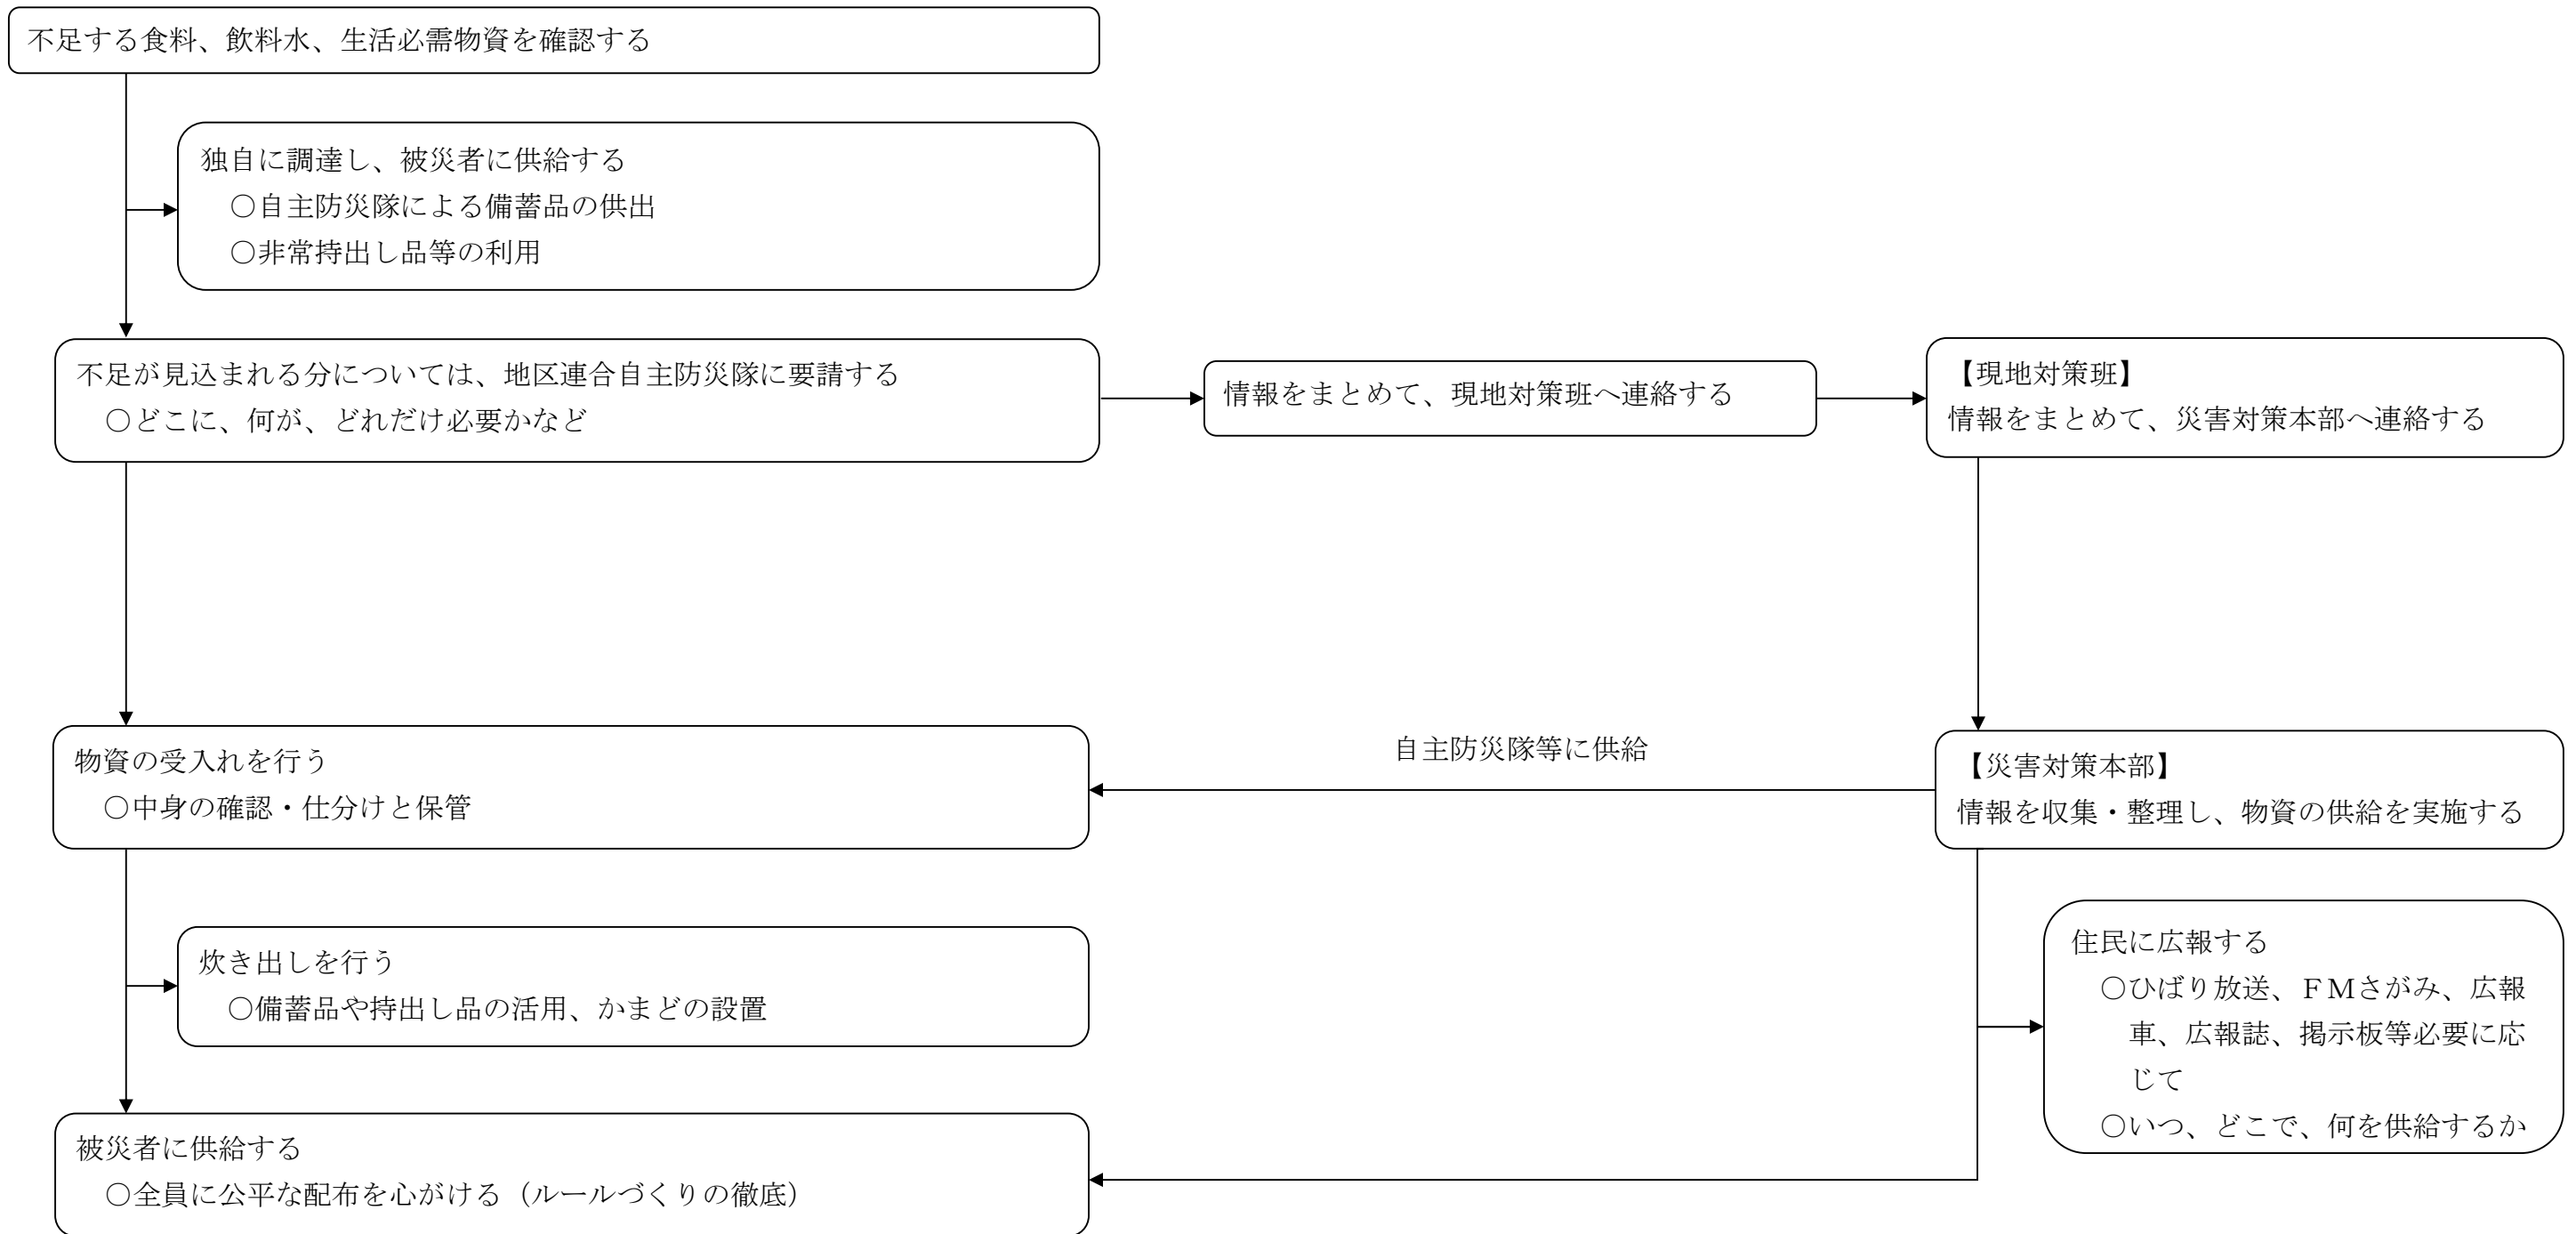 不足する食料、飲料水、生活必需物資を確認する
独自に調達し、被災者に供給する
○自主防災隊による備蓄品の供出
○非常持出し品等の利用
不足が見込まれる分については、地区連合自主防災隊に要請する
○どこに、何が、どれだけ必要かなど
情報をまとめて、現地対策班へ連絡する
【現地対策班】
情報をまとめて、災害対策本部へ連絡する
物資の受入れを行う
○中身の確認・仕分けと保管
自主防災隊等に供給
【災害対策本部】
情報を収集・整理し、物資の供給を実施する
炊き出しを行う
○備蓄品や持出し品の活用、かまどの設置
住民に広報する
○ひばり放送、ＦＭさがみ、広報
車、広報誌、掲示板等必要に応
じて
○いつ、どこで、何を供給するか
被災者に供給する
○全員に公平な配布を心がける（ルールづくりの徹底）